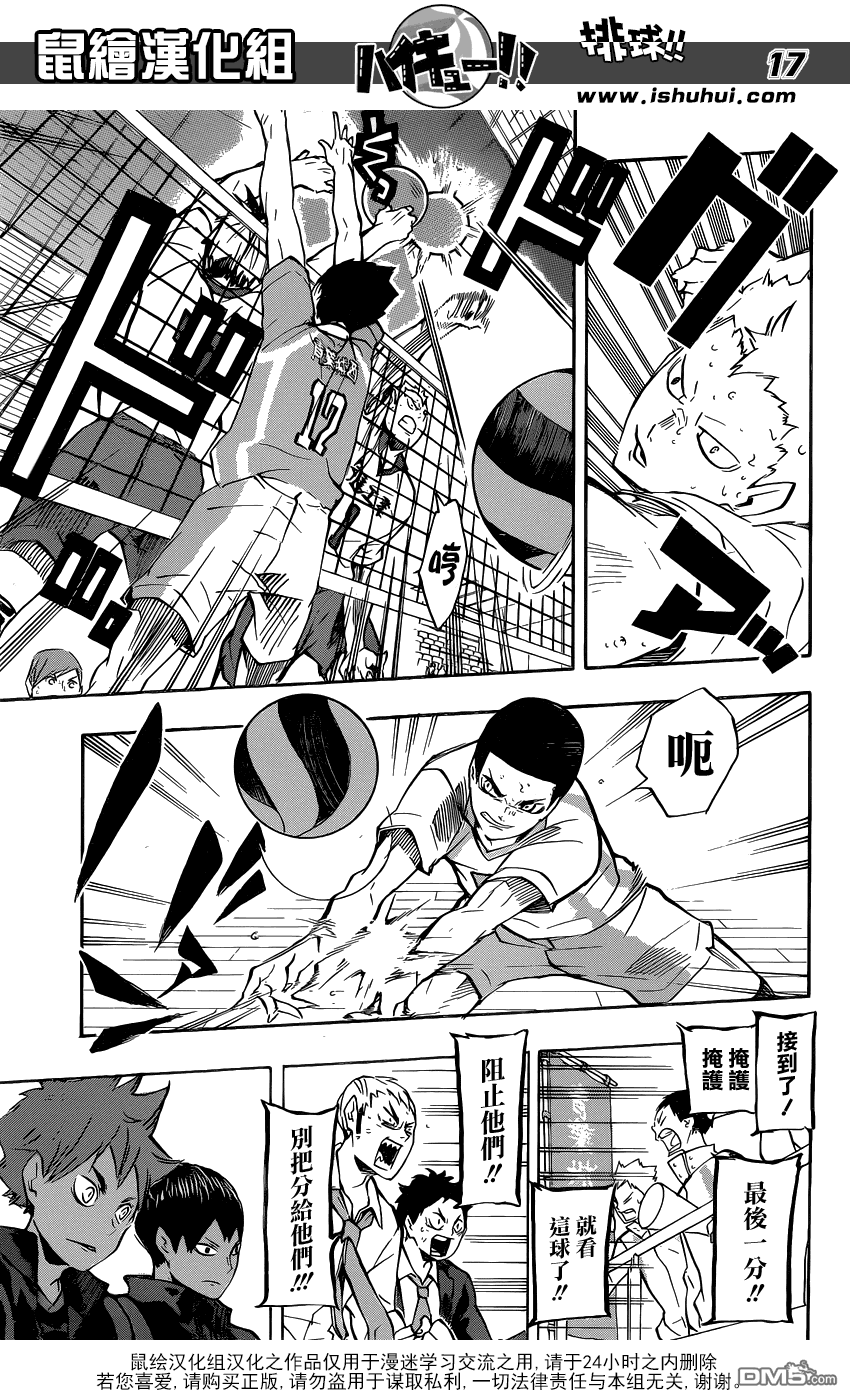 鼠繪漢化組
ハイキュー!!
排球!!
17
www.ishuhui.com
グッ
ドドドド
12
哼
マッ
呃
接到了!
掩護
掩護
最後一分!!
就看
這球了!!
阻止他們!!
別把分給他們!!!
鼠绘汉化组汉化之作品仅用于漫迷学习交流之用, 请于24小时之内删除
若您喜爱, 请购买正版, 请勿盗用于谋取私利, 一切法律责任与本组无关, 谢谢。
DM5.com